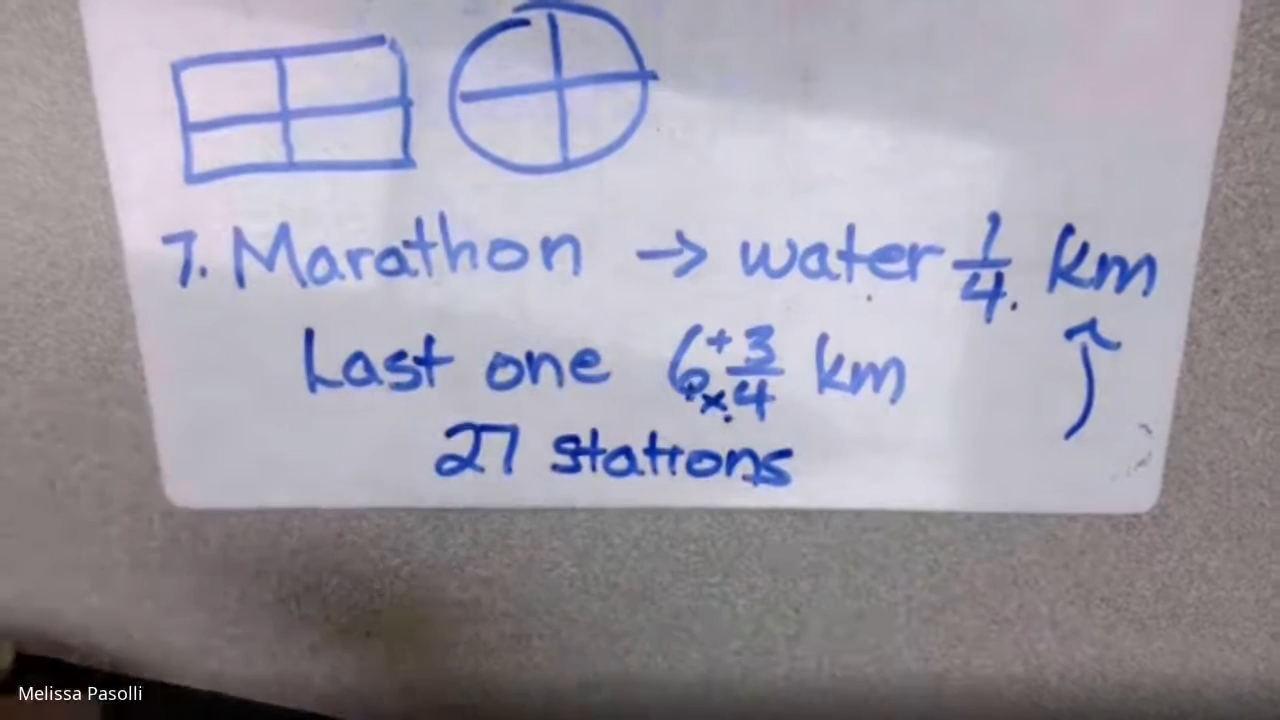 7. Marathon → water 1/4 km
Last one 6 + 3/4 km
x
27 stations
Melissa Pasolli